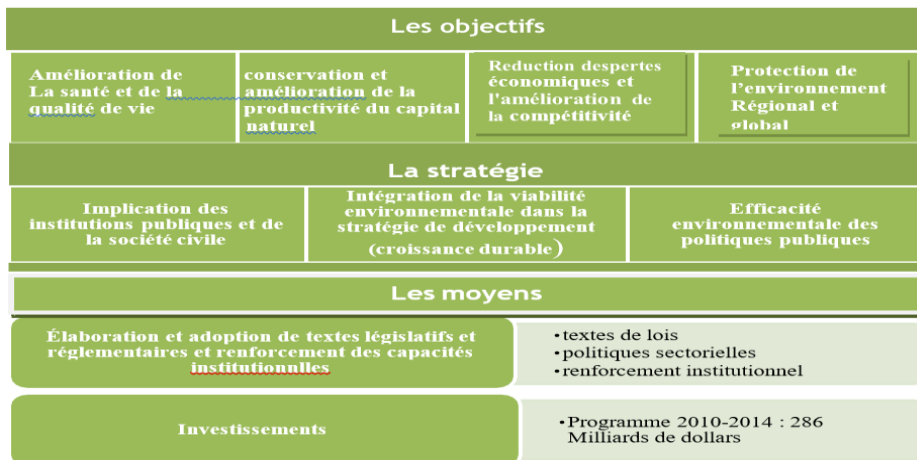 Les objectifs
Amélioration de
La santé et de la
qualité de vie
conservation et
amélioration de la
productivité du capital
naturel
Reduction despertes
économiques et
l'amélioration de
la compétitivité
Protection de
l'environnement
Régional et
global
La stratégie
Implication des
institutions publiques et de
la société civile
Intégration de la viabilité
environnementale dans la
stratégie de développement
(croissance durable)
Efficacité
environnementale des
politiques publiques
Les moyens
Élaboration et adoption de textes législatifs et
réglementaires et renforcement des capacités
institutionnlles
•textes de lois
•politiques sectorielles
•renforcement institutionnel
Investissements
•Programme 2010-2014 : 286
Milliards de dollars